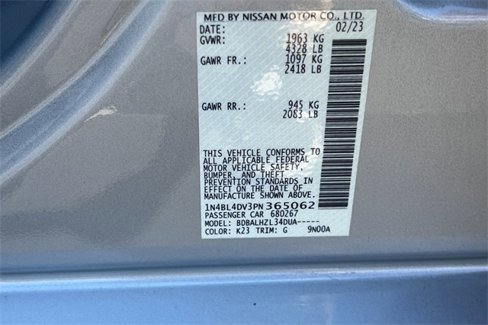 MFD BY NISSAN MOTOR CO., LTD.
DATE: 02/23
GVWR: 1963 KG
4328 LB
GAWR FR: 1097 KG
2418 LB
GAWR RR: 945 KG
2083 LB
THIS VEHICLE CONFORMS TO
ALL APPLICABLE FEDERAL
MOTOR VEHICLE SAFETY,
BUMPER, AND THEFT
PREVENTION STANDARDS IN
EFFECT ON THE DATE OF
MANUFACTURE SHOWN ABOVE.
1N4BL4DV3PN365062
PASSENGER CAR 680267
MODEL: BDBALHZL34DUA-----
COLOR: K23 TRIM: G 9N00A